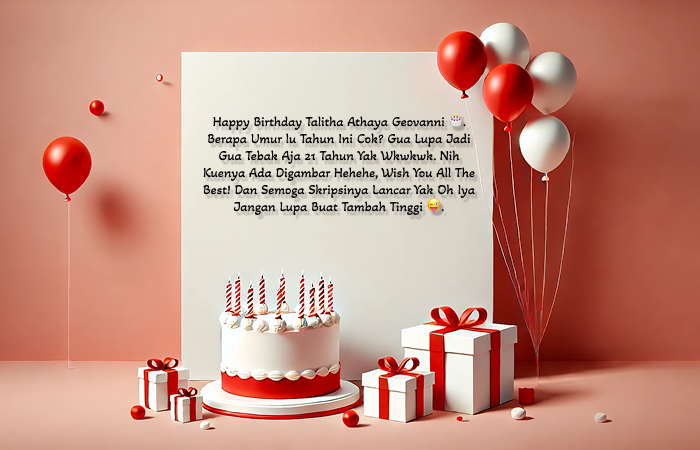 Happy Birthday Talitha Athaya Geovanni 🎂.
Berapa Umur lu Tahun Ini Cok? Gua Lupa Jadi
Gua Tebak Aja 21 Tahun Yak Wkwkwk. Nih
Kuenya Ada Digambar Hehehe, Wish You All The
Best! Dan Semoga Skripsinya Lancar Yak Oh Iya
Jangan Lupa Buat Tambah Tinggi 😜.